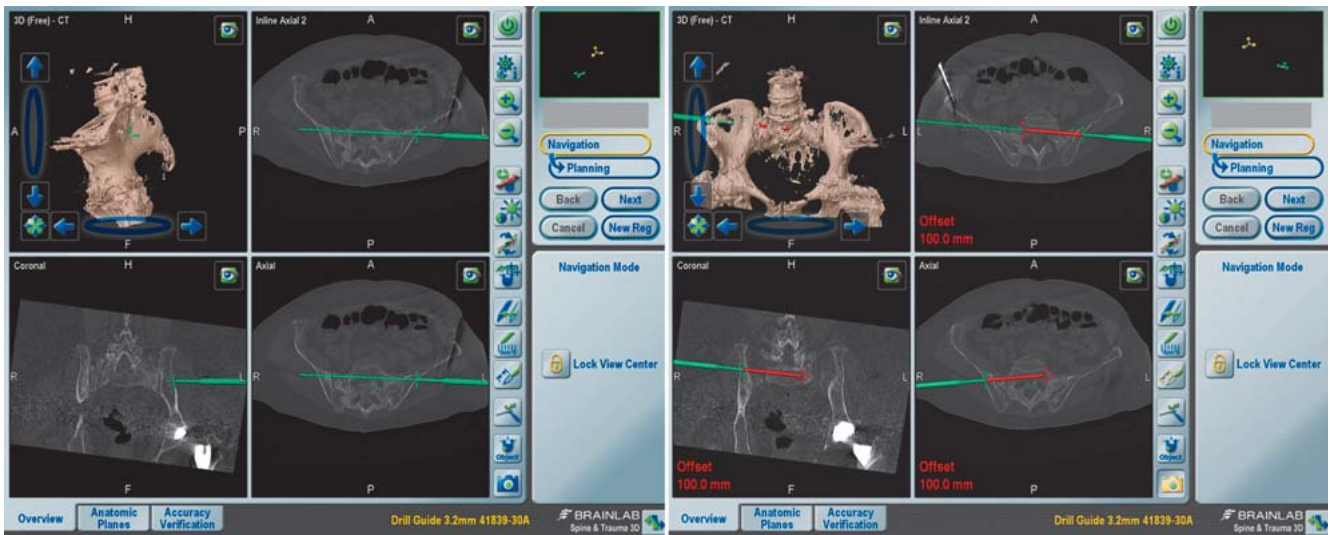 3D (Free) - CT
H
A
P
F
Inline Axial 2
A
R
L
P
Coronal
H
R
L
F
Axial
A
R
L
P
Navigation
Planning
Back
Next
Cancel
New Reg
Navigation Mode
Lock View Center
Object
Overview
Anatomic
Planes
Accuracy
Verification
Drill Guide 3.2mm 41839-30A
BRAINLAB
Spine & Trauma 3D
3D (Free) - CT
H
R
L
F
Inline Axial 2
A
R
L
Offset
100.0 mm
P
Coronal
H
R
L
Offset
100.0 mm
F
Axial
A
R
L
Offset
100.0 mm
P
Navigation
Planning
Back
Next
Cancel
New Reg
Navigation Mode
Lock View Center
Object
Overview
Anatomic
Planes
Accuracy
Verification
Drill Guide 3.2mm 41839-30A
BRAINLAB
Spine & Trauma 3D